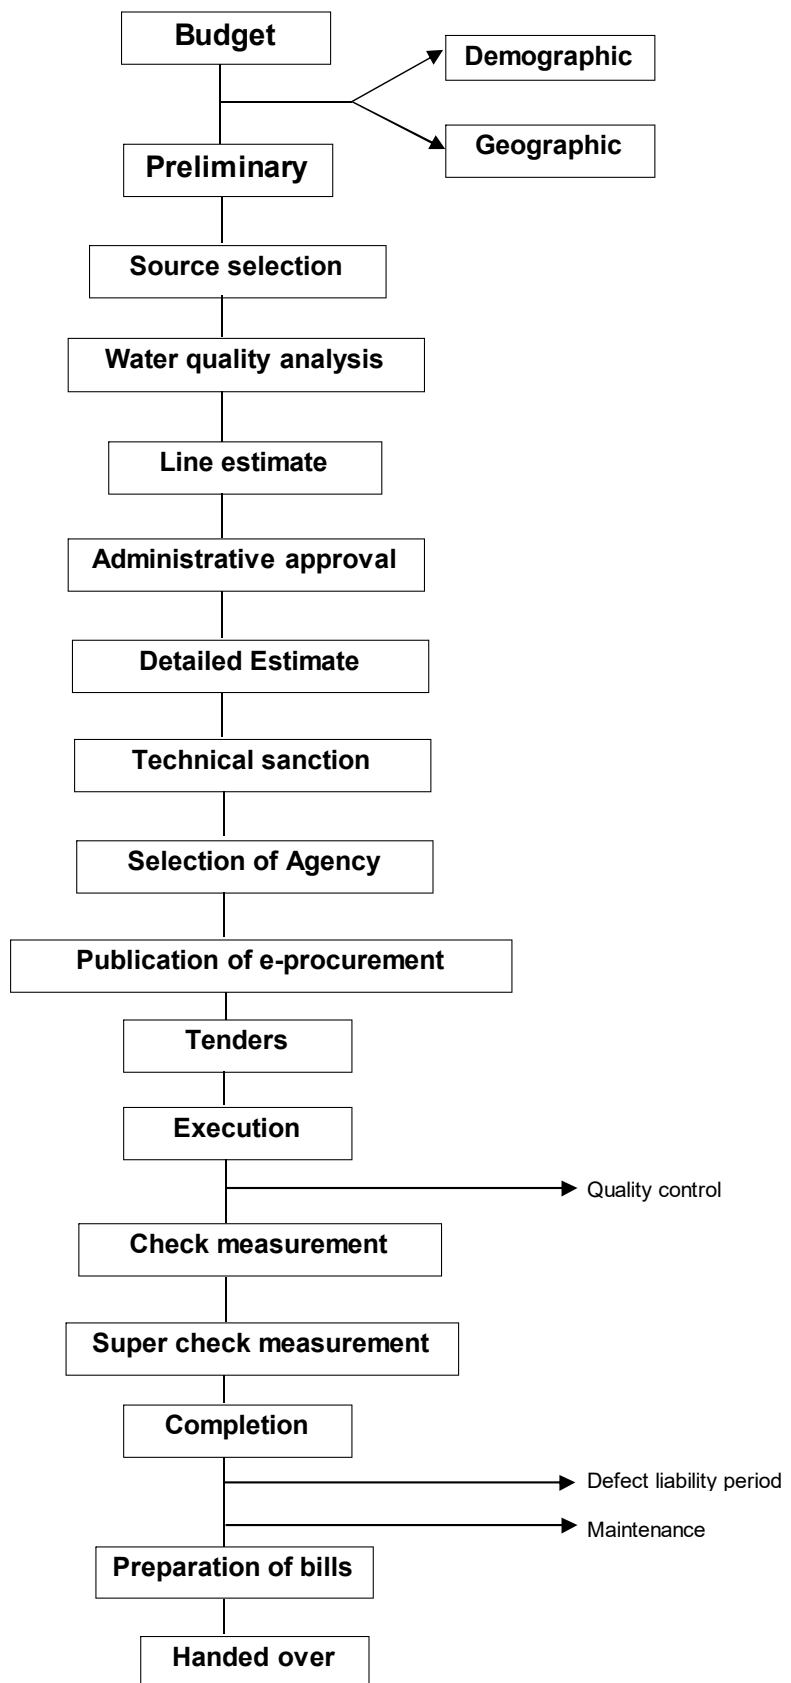 Budget
Demographic
Geographic
Preliminary
Source selection
Water quality analysis
Line estimate
Administrative approval
Detailed Estimate
Technical sanction
Selection of Agency
Publication of e-procurement
Tenders
Execution
Quality control
Check measurement
Super check measurement
Completion
Defect liability period
Maintenance
Preparation of bills
Handed over